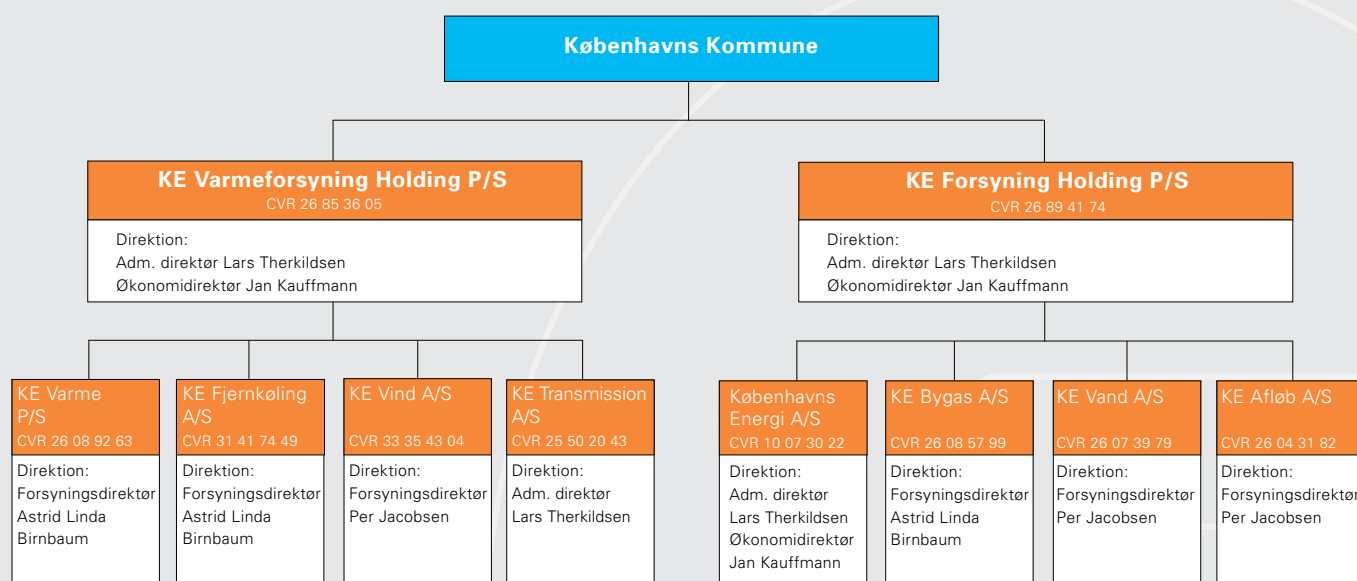 Københavns Kommune
KE Varmeforsyning Holding P/S
CVR 26 85 36 05
Direktion:
Adm. direktør Lars Therkildsen
Økonomidirektør Jan Kauffmann
KE Forsyning Holding P/S
CVR 26 89 41 74
Direktion:
Adm. direktør Lars Therkildsen
Økonomidirektør Jan Kauffmann
KE Varme
P/S
CVR 26 08 92 63
Direktion:
Forsyningsdirektør
Astrid Linda
Birnbaum
KE Fjernkøling
A/S
CVR 31 41 74 49
Direktion:
Forsyningsdirektør
Astrid Linda
Birnbaum
KE Vind A/S
CVR 33 35 43 04
Direktion:
Forsyningsdirektør
Per Jacobsen
KE Transmission
A/S
CVR 25 50 20 43
Direktion:
Adm. direktør
Lars Therkildsen
Københavns
Energi A/S
CVR 10 07 30 22
Direktion:
Adm. direktør
Lars Therkildsen
Økonomidirektør
Jan Kauffmann
KE Bygas A/S
CVR 26 08 57 99
Direktion:
Forsyningsdirektør
Astrid Linda
Birnbaum
KE Vand A/S
CVR 26 07 39 79
Direktion:
Forsyningsdirektør
Per Jacobsen
KE Afløb A/S
CVR 26 04 31 82
Direktion:
Forsyningsdirektør
Per Jacobsen